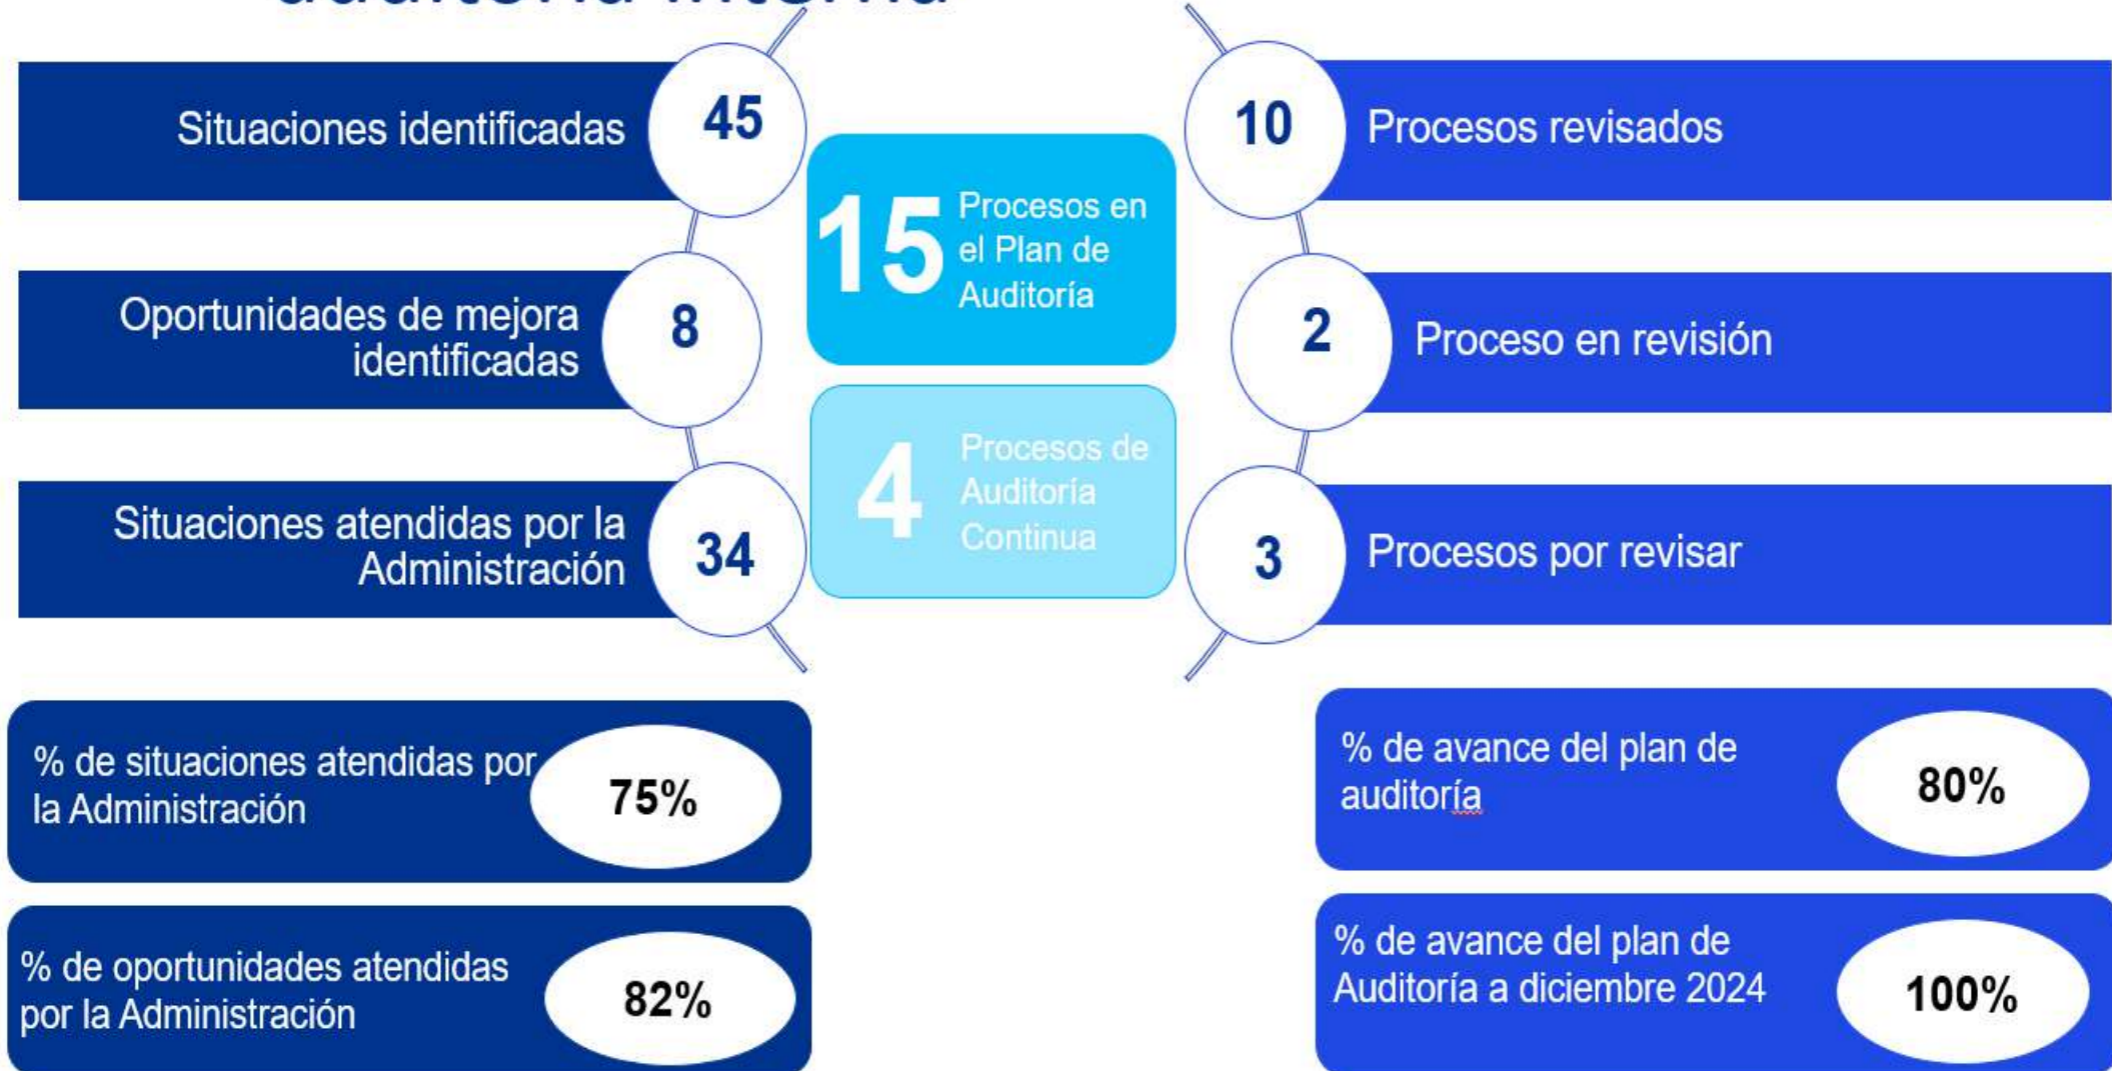 auditoría interna
Situaciones identificadas
45
Oportunidades de mejora
identificadas
8
Situaciones atendidas por la
Administración
34
15
Procesos en
el Plan de
Auditoría
4
Procesos de
Auditoría
Continua
10
Procesos revisados
2
Proceso en revisión
3
Procesos por revisar
% de situaciones atendidas por
la Administración
75%
% de oportunidades atendidas
por la Administración
82%
% de avance del plan de
auditoría
80%
% de avance del plan de
Auditoría a diciembre 2024
100%